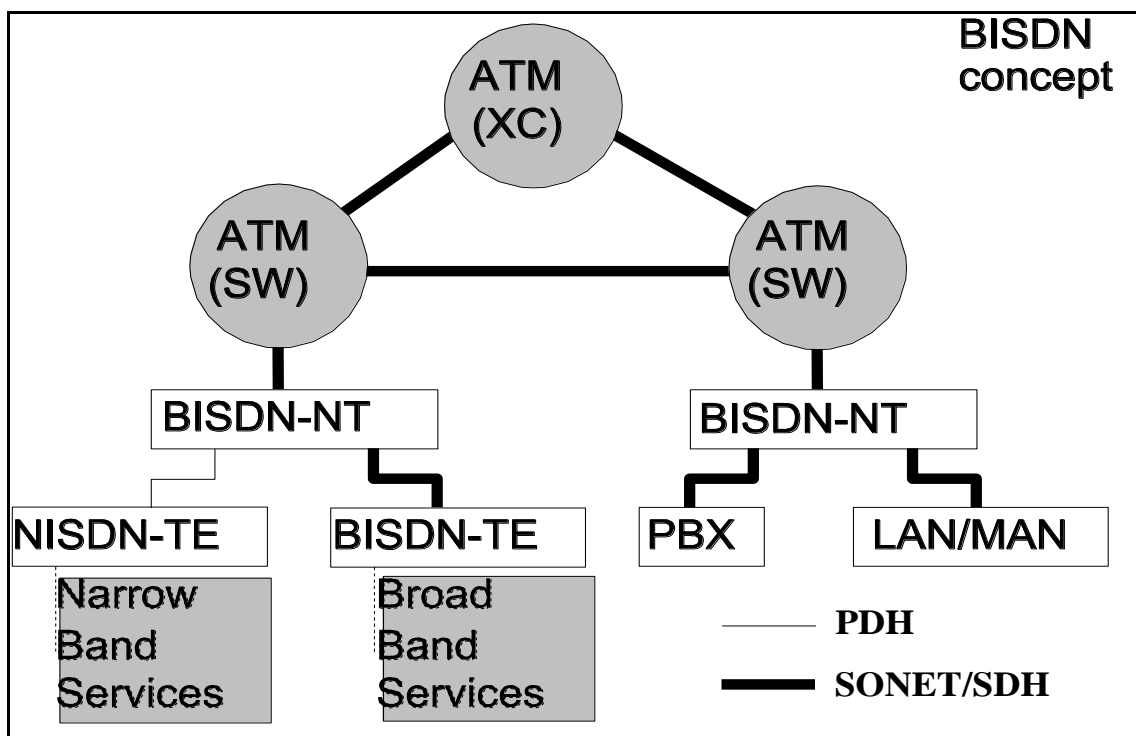 BISDN
concept
ATM
(XC)
ATM
(SW)
ATM
(SW)
BISDN-NT
BISDN-NT
NISDN-TE
BISDN-TE
PBX
LAN/MAN
Narrow
Band
Services
Broad
Band
Services
PDH
SONET/SDH